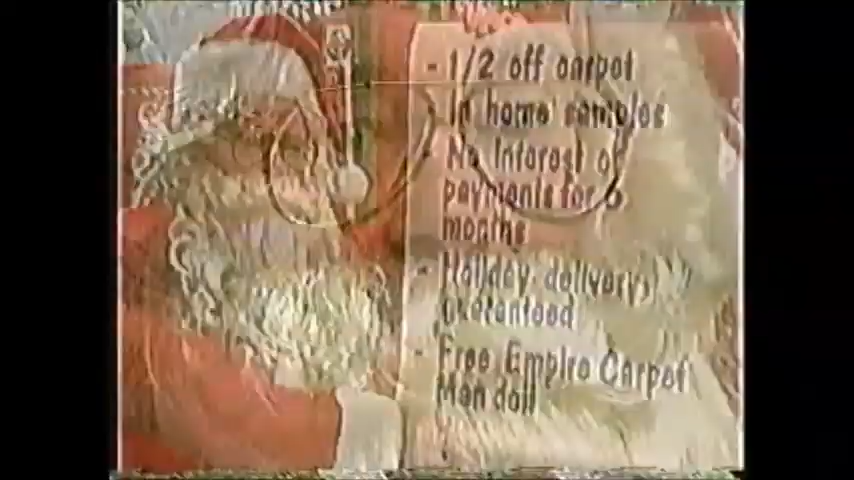 - 1/2 off carpet
- In home samples
- No Interest or
payments for 6
months
- Holiday delivery
guaranteed
- Free Empire Carpet
Man doll